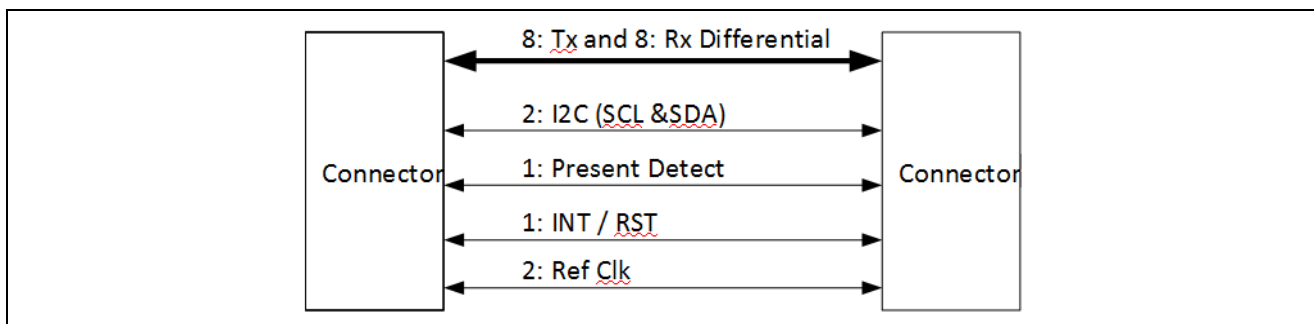 8: Tx and 8: Rx Differential
2: I2C (SCL &SDA)
Connector
1: Present Detect
Connector
1: INT / RST
2: Ref Clk